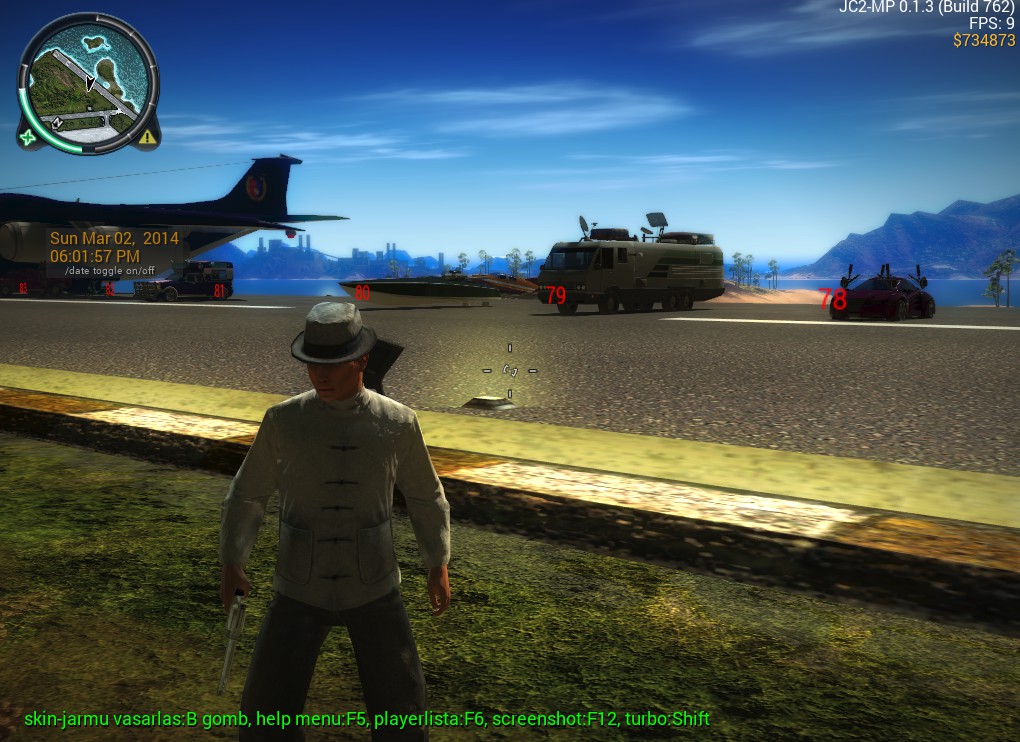 JC2-MP 0.1.3 (Build 762)
FPS: 9
$734873
Sun Mar 02, 2014
06:01:57 PM
/date toggle on/off
83
82
81
80
79
78
skin-jarmu vasarlas:B gomb, help menu:F5, playerlista:F6, screenshot:F12, turbo:Shift